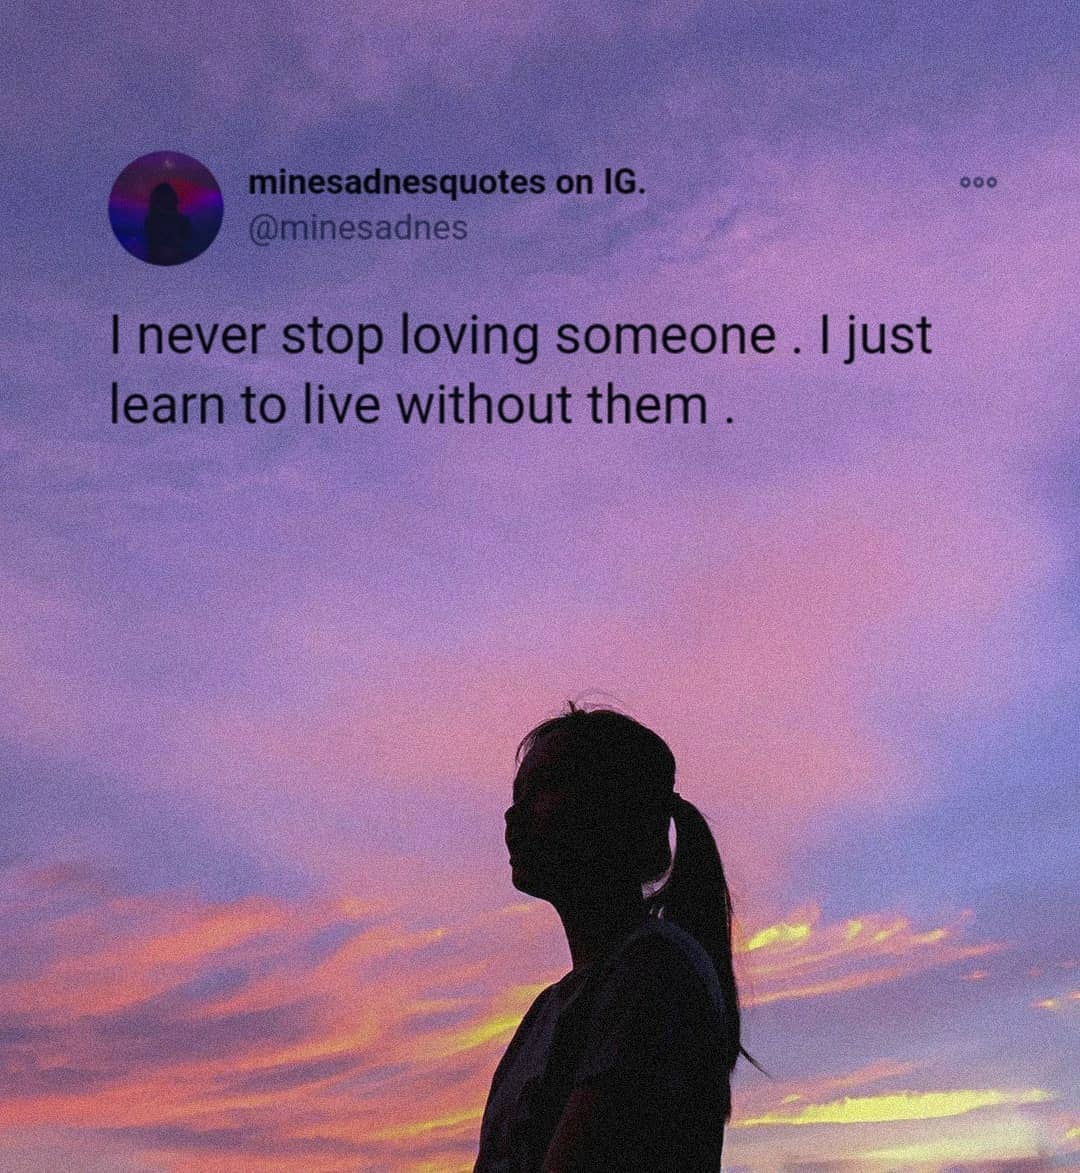 minesadnesquotes on IG.
@minesadnes
I never stop loving someone . I just
learn to live without them .